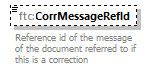 ftc:CorrMessageRefId
Reference id of the message
of the document referred to if
this is a correction